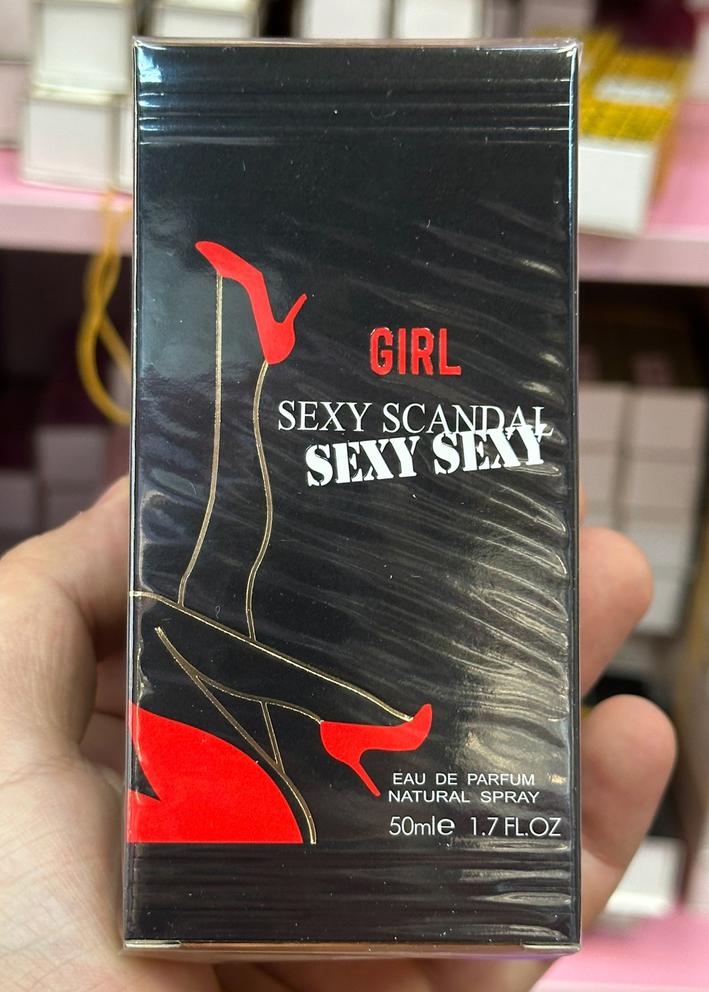 GIRL
SEXY SCANDAL
SEXY SEXY
EAU DE PARFUM
NATURAL SPRAY
50ml℮ 1.7 FL.OZ